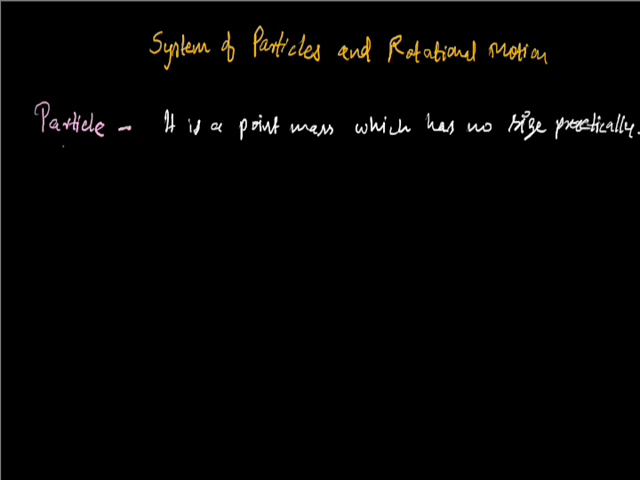 System of Particles and Rotational Motion
Particle - It is a point mass which has no size practically.